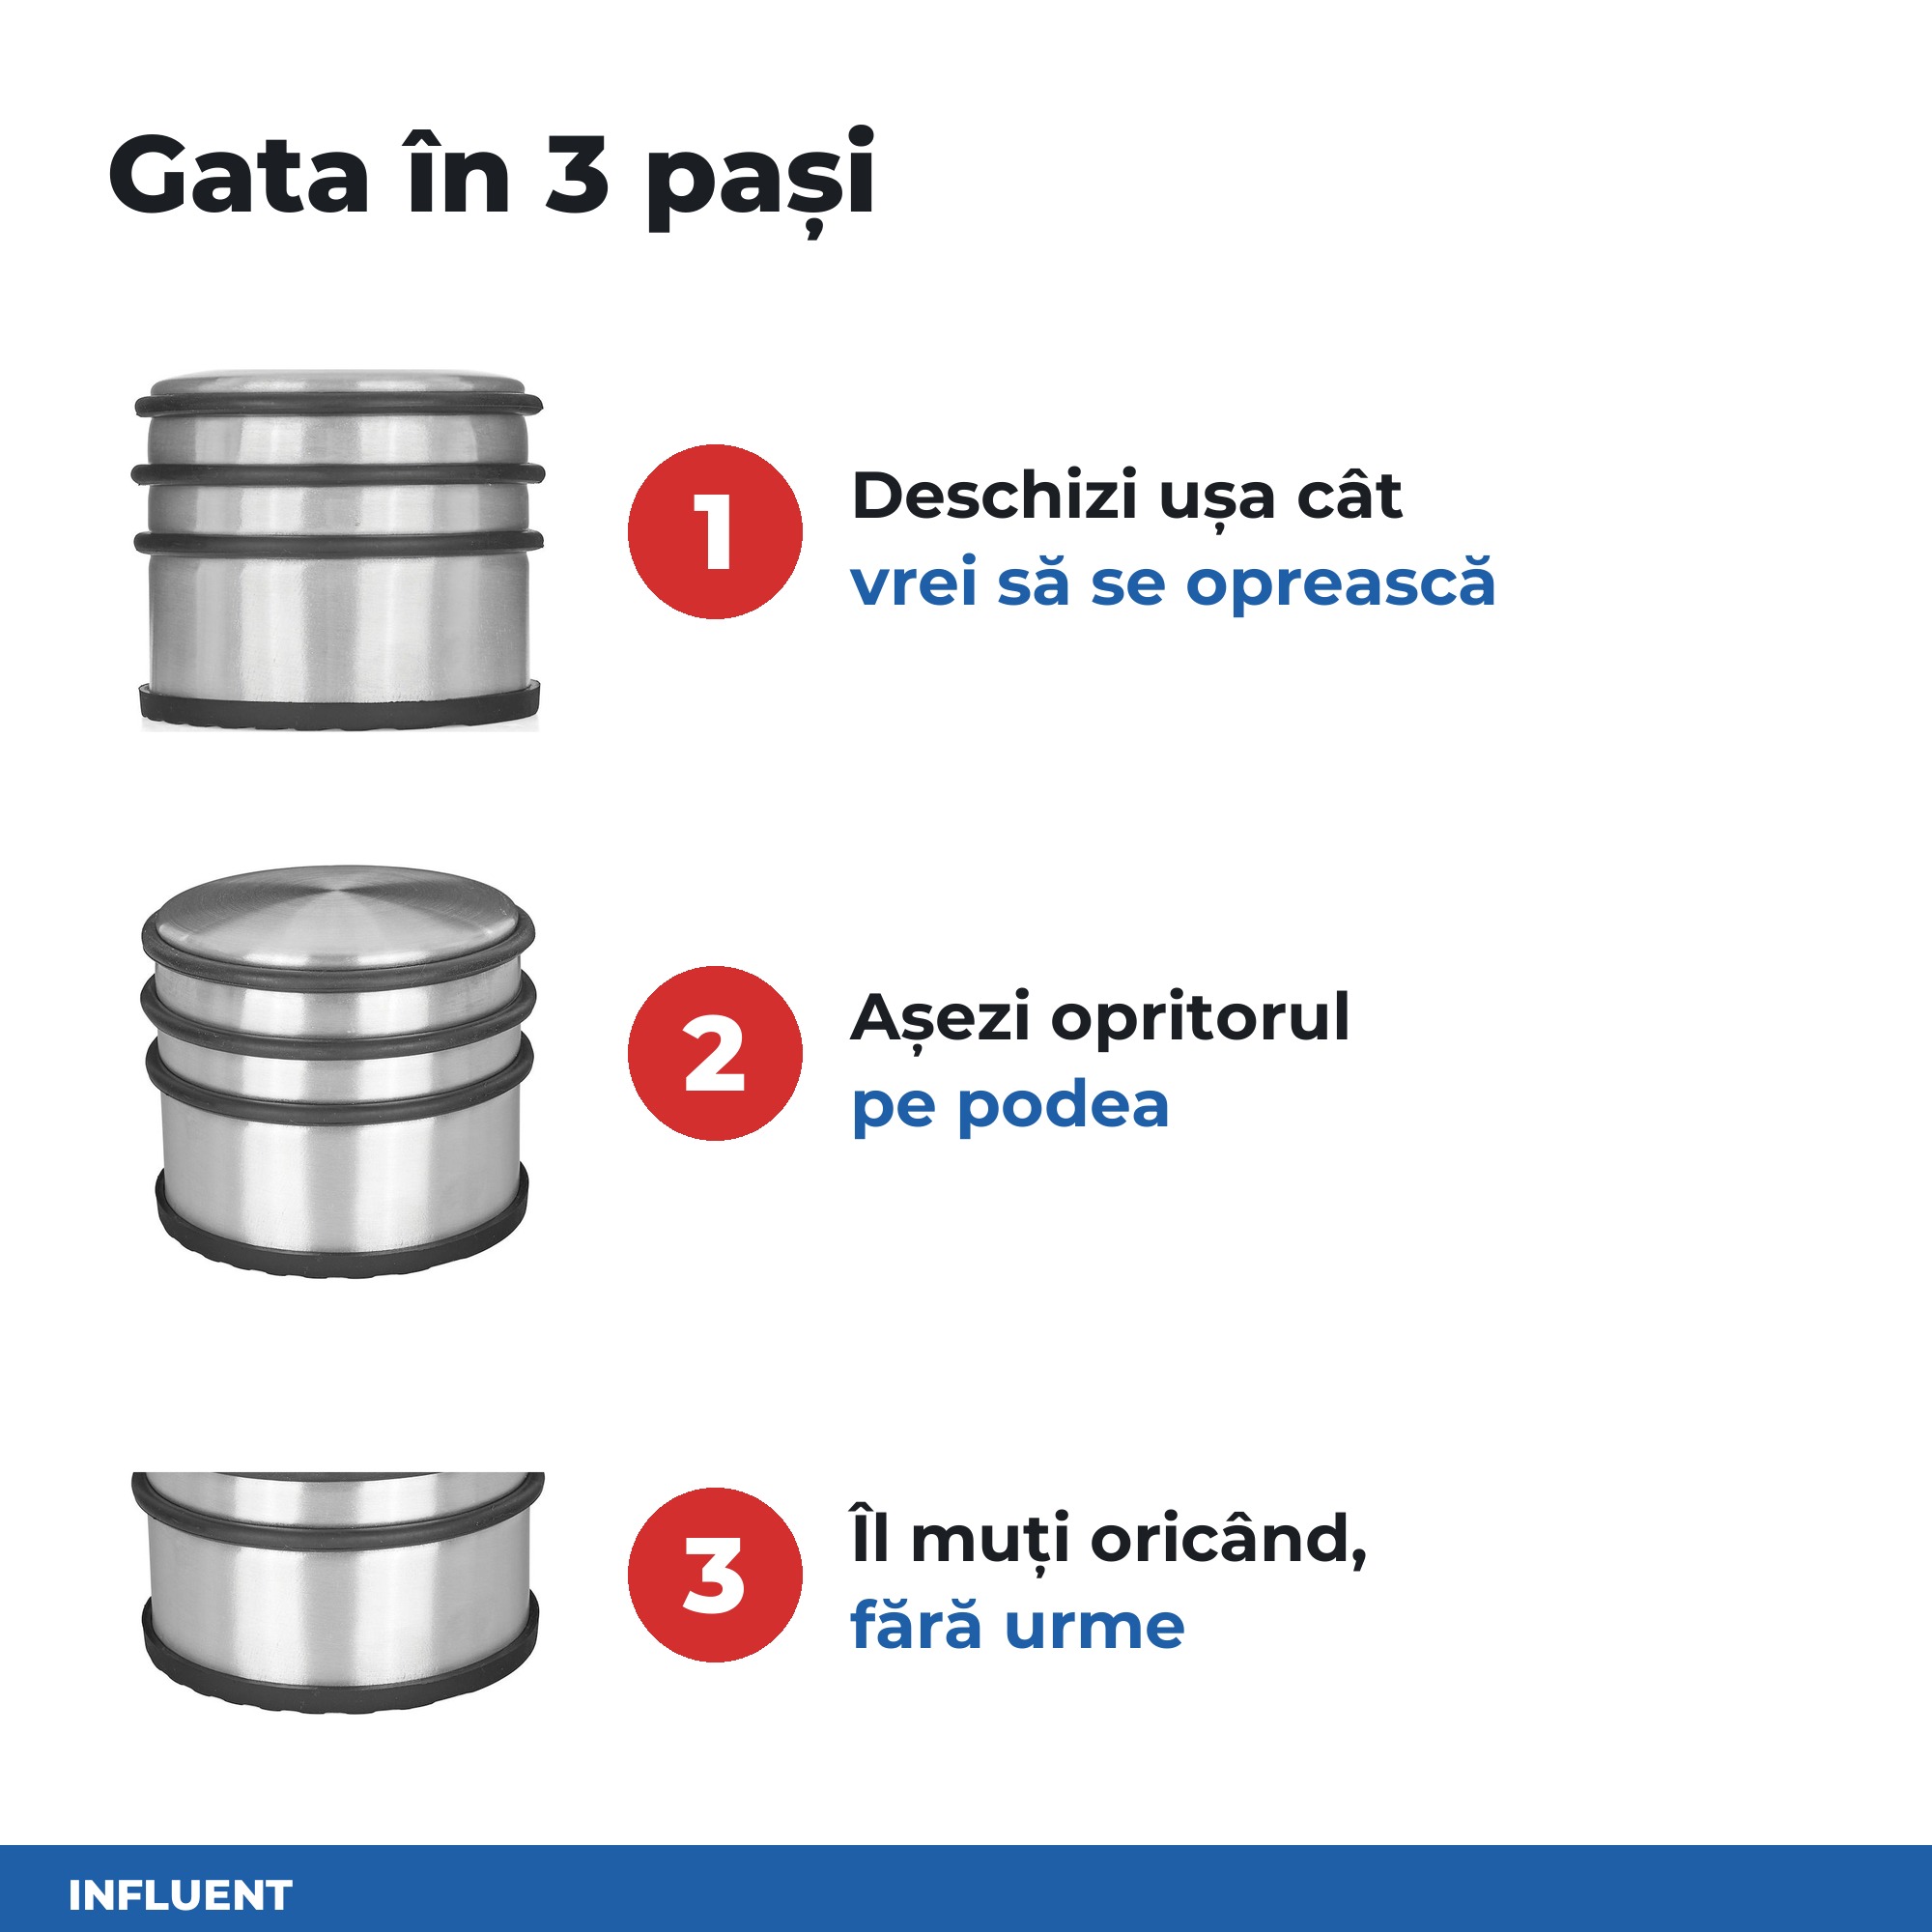 Gata în 3 pași
1
Deschizi ușa cât
vrei să se oprească
2
Așezi opritorul
pe podea
3
Îl muți oricând,
fără urme
INFLUENT